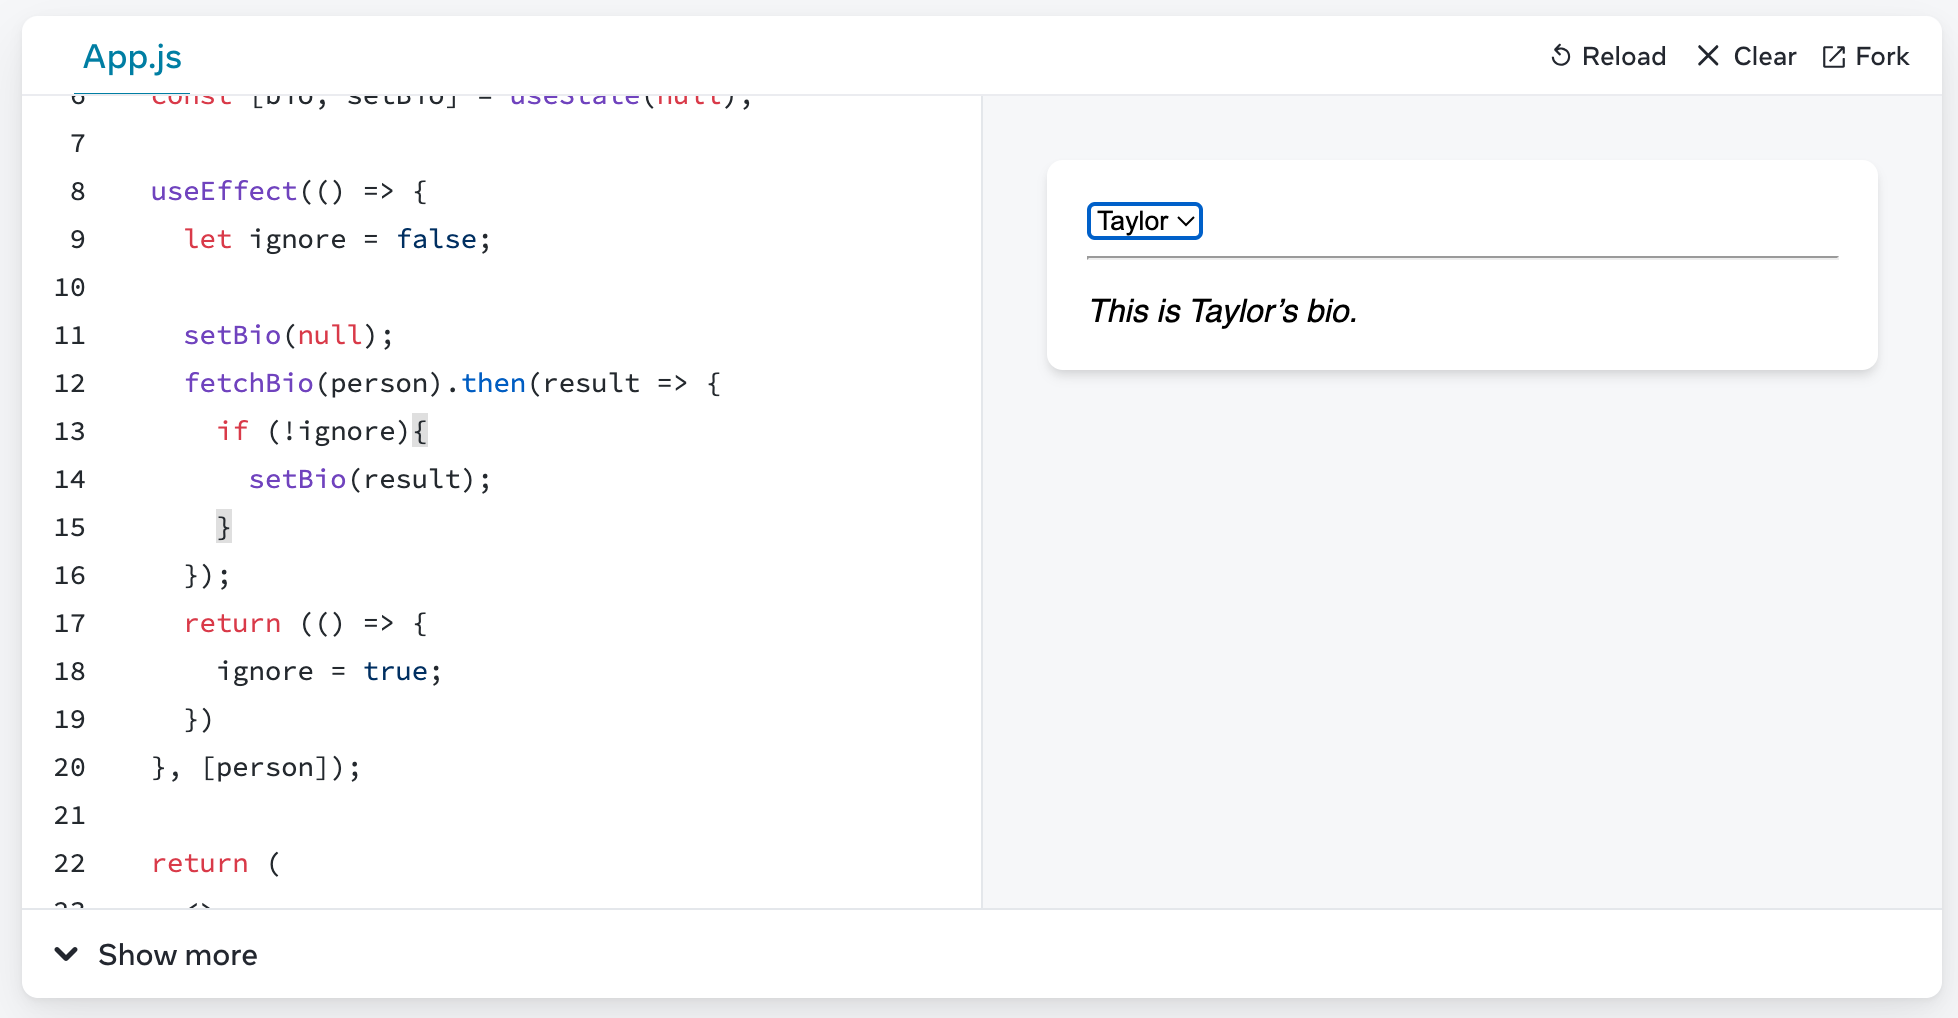 App.js
Reload
Clear
Fork
6 const [bio, setBio] = useState(null);
7
8 useEffect(() => {
9 let ignore = false;
10
11 setBio(null);
12 fetchBio(person).then(result => {
13 if (!ignore){
14 setBio(result);
15 }
16 });
17 return (() => {
18 ignore = true;
19 })
20 }, [person]);
21
22 return (
23 <>
Taylor
This is Taylor’s bio.
Show more